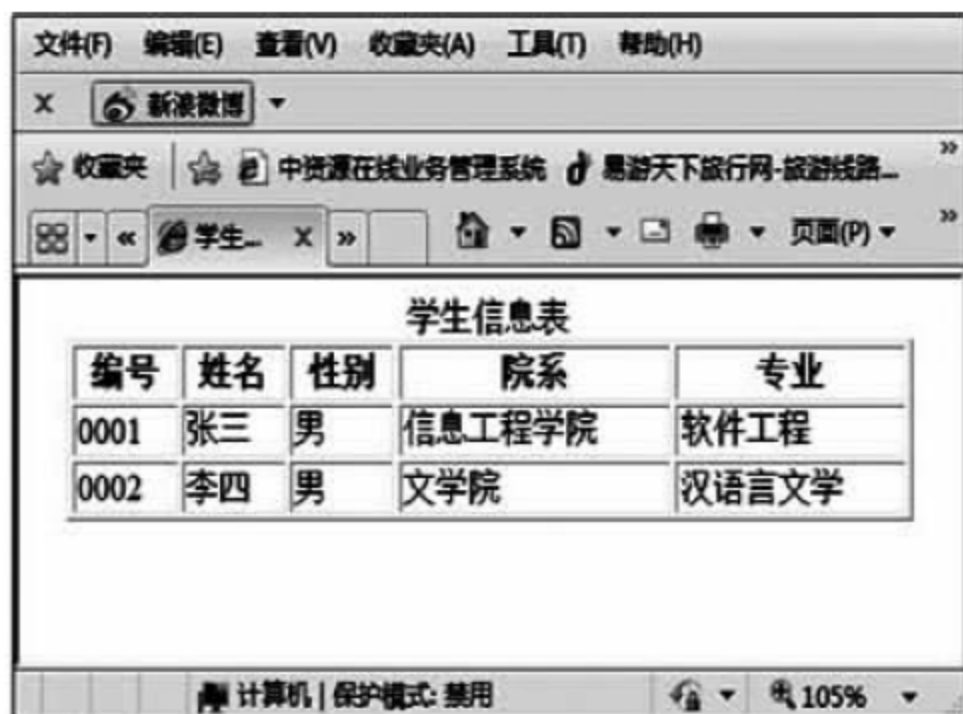 文件(F) 编辑(E) 查看(V) 收藏夹(A) 工具(T) 帮助(H)
x 新浪微博
收藏夹 中资源在线业务管理系统 易游天下旅行网-旅游线路... »
« 学生... X » 页面(P) »
学生信息表
编号 姓名 性别 院系 专业
0001 张三 男 信息工程学院 软件工程
0002 李四 男 文学院 汉语言文学
计算机 | 保护模式: 禁用 105%